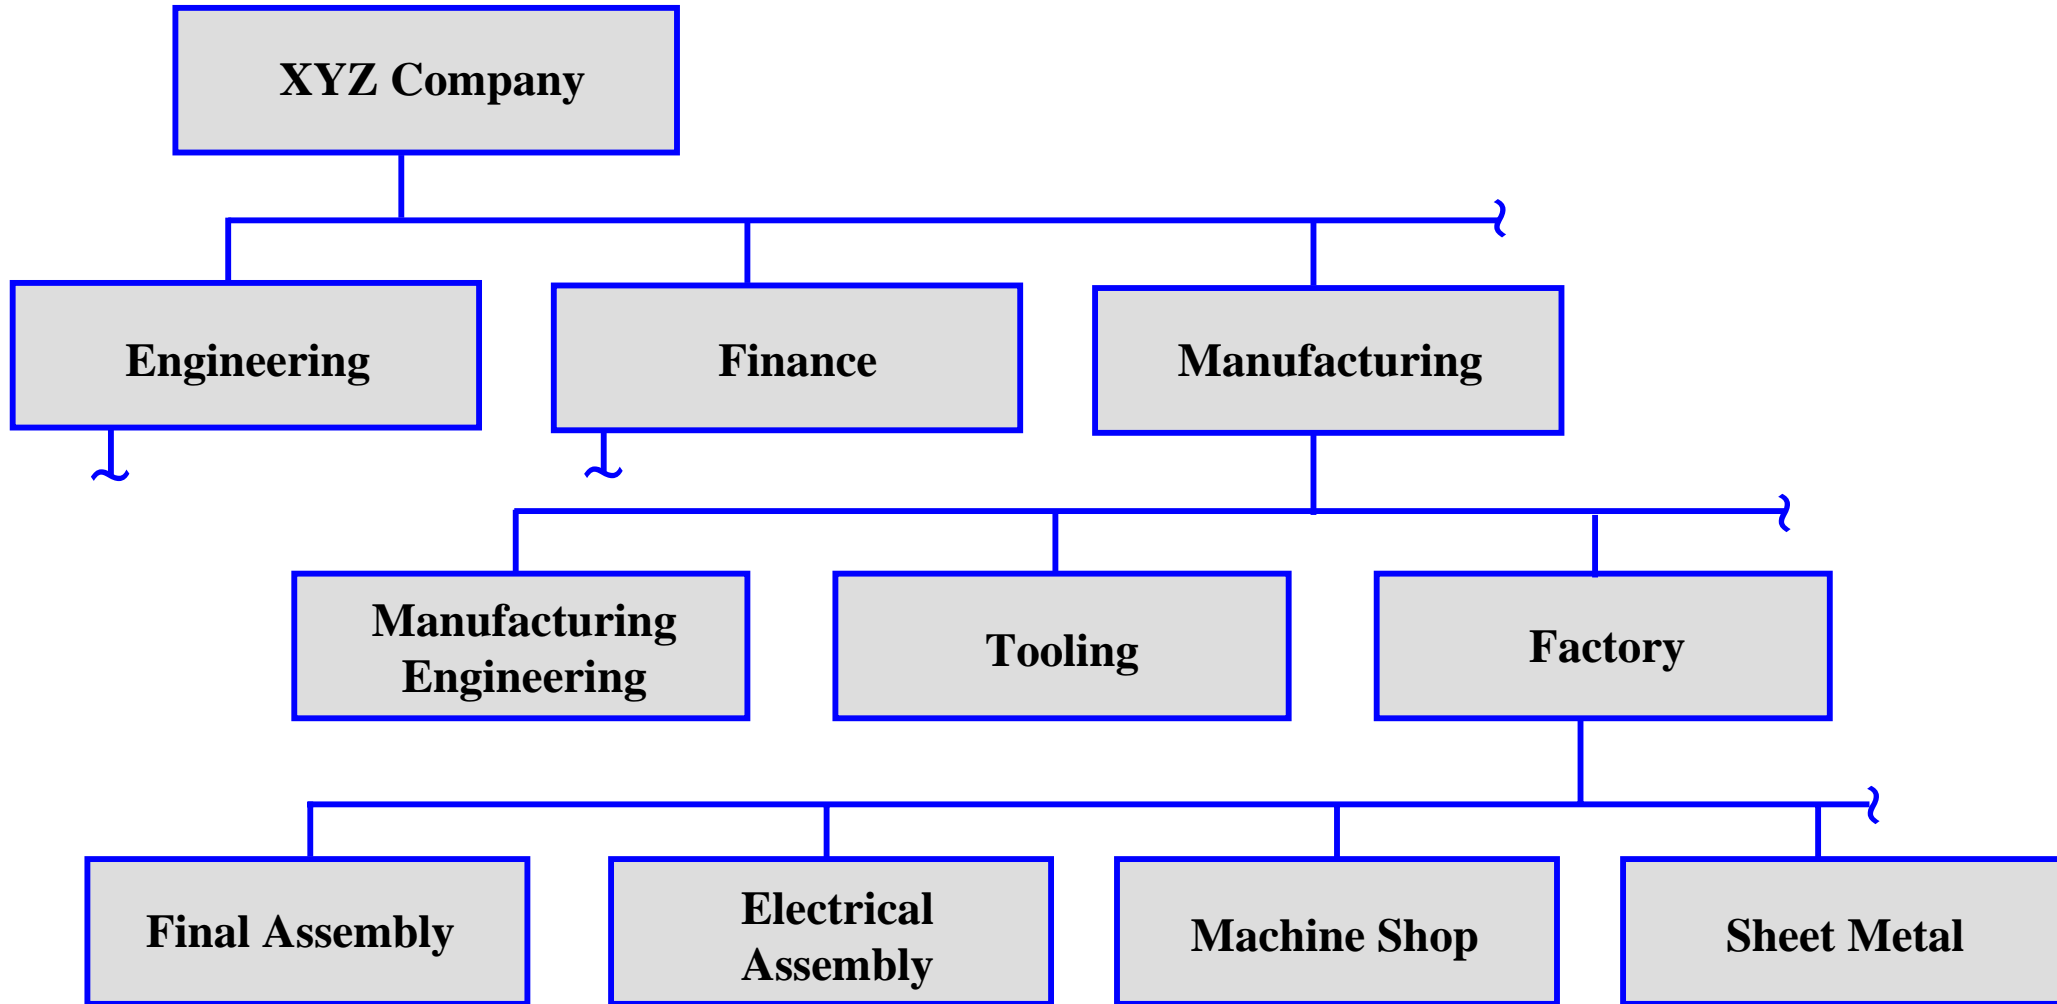 XYZ Company
Engineering
Finance
Manufacturing
Manufacturing
Engineering
Tooling
Factory
Final Assembly
Electrical
Assembly
Machine Shop
Sheet Metal